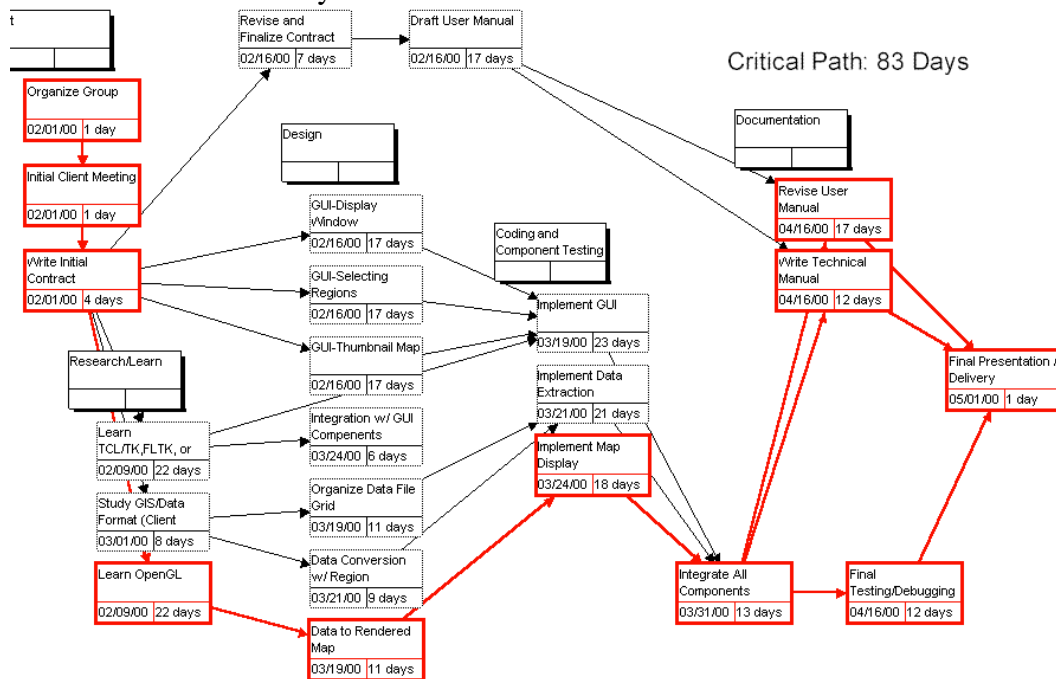 Revise and
Finalize Contract
02/16/00 7 days
Draft User Manual
02/16/00 17 days
Critical Path: 83 Days
Organize Group
02/01/00 1 day
Initial Client Meeting
02/01/00 1 day
Write Initial
Contract
02/01/00 4 days
Research/Learn
Learn
TCL/TK,FLTK, or
02/09/00 22 days
Study GIS/Data
Format (Client
03/01/00 8 days
Learn OpenGL
02/09/00 22 days
Design
GUI-Display
Window
02/16/00 17 days
GUI-Selecting
Regions
02/16/00 17 days
GUI-Thumbnail Map
02/16/00 17 days
Integration w/ GUI
Compenents
03/24/00 6 days
Organize Data File
Grid
03/19/00 11 days
Data Conversion
w/ Region
03/21/00 9 days
Data to Rendered
Map
03/19/00 11 days
Coding and
Component Testing
Implement GUI
03/19/00 23 days
Implement Data
Extraction
03/21/00 21 days
Implement Map
Display
03/24/00 18 days
Integrate All
Components
03/31/00 13 days
Documentation
Revise User
Manual
04/16/00 17 days
Write Technical
Manual
04/16/00 12 days
Final
Testing/Debugging
04/16/00 12 days
Final Presentation /
Delivery
05/01/00 1 day